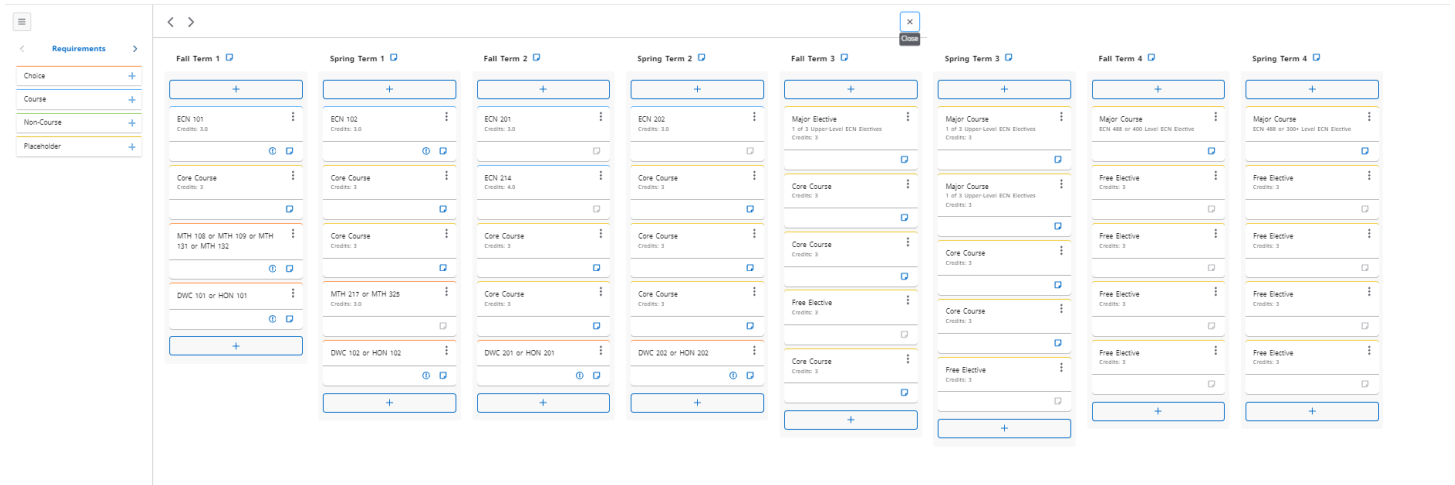 Requirements
Choice
Course
Non-Course
Placeholder
Close
Fall Term 1
ECN 101
Credits: 3.0
Core Course
Credits: 3
MTH 108 or MTH 109 or MTH
131 or MTH 132
DWC 101 or HON 101
Spring Term 1
ECN 102
Credits: 3.0
Core Course
Credits: 3
Core Course
Credits: 3
MTH 217 or MTH 325
Credits: 3.0
DWC 102 or HON 102
Fall Term 2
ECN 201
Credits: 3.0
ECN 214
Credits: 4.0
Core Course
Credits: 3
Core Course
Credits: 3
DWC 201 or HON 201
Spring Term 2
ECN 202
Credits: 3.0
Core Course
Credits: 3
Core Course
Credits: 3
Core Course
Credits: 3
DWC 202 or HON 202
Fall Term 3
Major Elective
1 of 3 Upper-Level ECN Electives
Credits: 3
Core Course
Credits: 3
Core Course
Credits: 3
Free Elective
Credits: 3
Core Course
Credits: 3
Spring Term 3
Major Course
1 of 3 Upper-Level ECN Electives
Credits: 3
Major Course
1 of 3 Upper-Level ECN Electives
Credits: 3
Core Course
Credits: 3
Core Course
Credits: 3
Free Elective
Credits: 3
Fall Term 4
Major Course
ECN 488 or 400 Level ECN Elective
Free Elective
Credits: 3
Free Elective
Credits: 3
Free Elective
Credits: 3
Free Elective
Credits: 3
Spring Term 4
Major Course
ECN 488 or 300+ Level ECN Elective
Free Elective
Credits: 3
Free Elective
Credits: 3
Free Elective
Credits: 3
Free Elective
Credits: 3